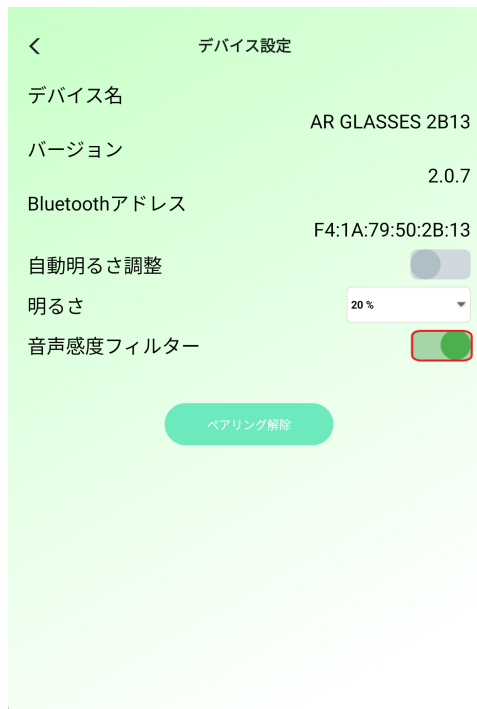 デバイス設定
デバイス名
AR GLASSES 2B13
バージョン
2.0.7
Bluetoothアドレス
F4:1A:79:50:2B:13
自動明るさ調整
明るさ
20 %
音声感度フィルター
ペアリング解除